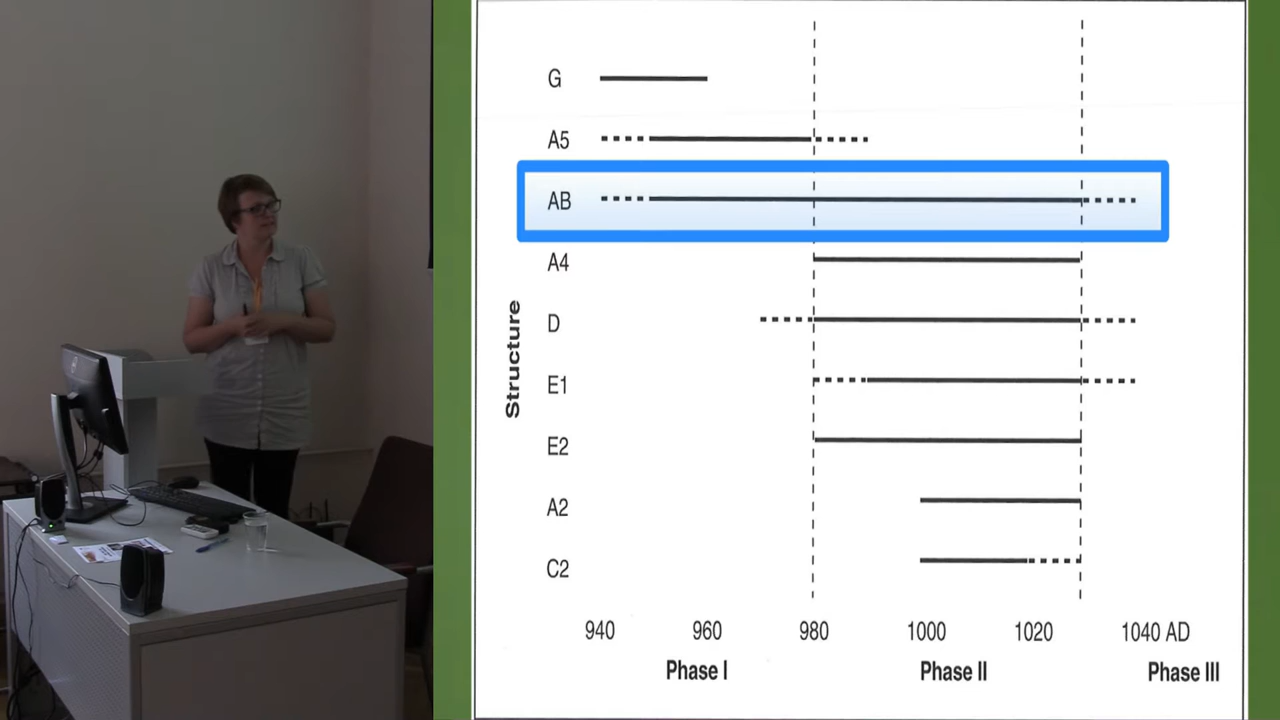 G
A5
AB
A4
D
E1
E2
A2
C2
Structure
940 960 980 1000 1020 1040 AD
Phase I Phase II Phase III